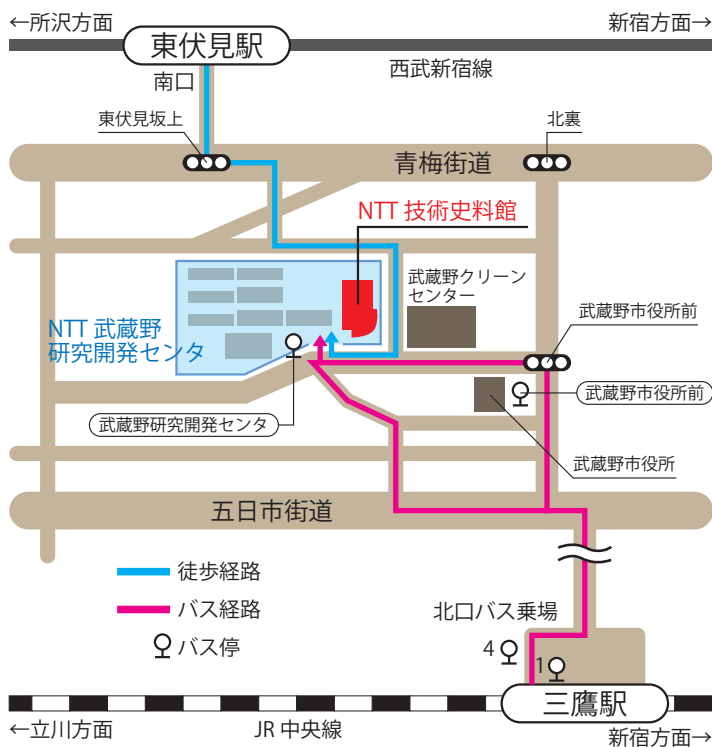 ←所沢方面
新宿方面→
東伏見駅
南口
西武新宿線
東伏見坂上
北裏
青梅街道
NTT 技術史料館
武蔵野クリーン
センター
NTT 武蔵野
研究開発センタ
武蔵野市役所前
武蔵野市役所前
武蔵野研究開発センタ
武蔵野市役所
五日市街道
徒歩経路
バス経路
バス停
北口バス乗場
4
1
三鷹駅
←立川方面
JR 中央線
新宿方面→